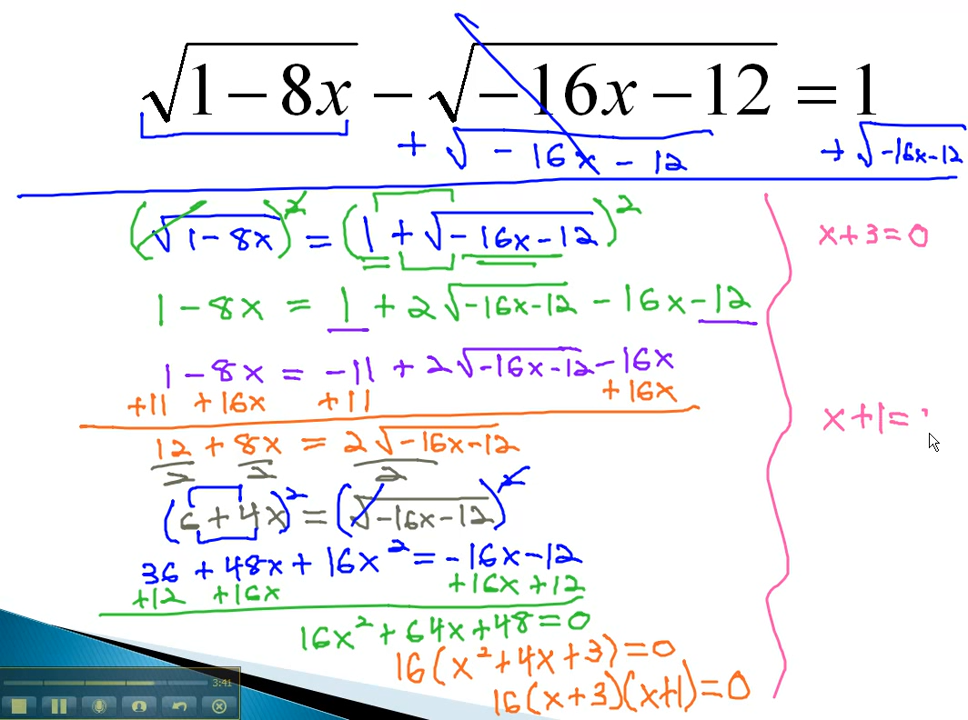 √(1 − 8x) − √(−16x − 12) = 1
+ √(−16x − 12) + √(−16x−12)
(√(1−8x))² = (1 + √(−16x−12))²
1 − 8x = 1 + 2√(−16x−12) − 16x − 12
1 − 8x = −11 + 2√(−16x−12) − 16x
+11 +16x +11 +16x
12 + 8x = 2√(−16x−12)
2 2 2
(6 + 4x)² = (√(−16x−12))²
36 + 48x + 16x² = −16x − 12
+12 +16x +16x +12
16x² + 64x + 48 = 0
16(x² + 4x + 3) = 0
16(x+3)(x+1) = 0
x + 3 = 0
x + 1 =
3:41